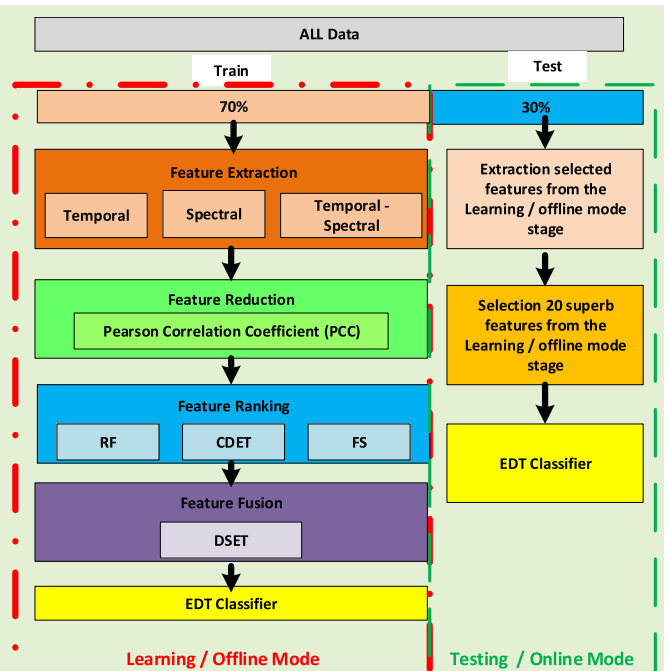 ALL Data
Train
Test
70%
30%
Feature Extraction
Temporal
Spectral
Temporal -
Spectral
Feature Reduction
Pearson Correlation Coefficient (PCC)
Feature Ranking
RF
CDET
FS
Feature Fusion
DSET
EDT Classifier
Learning / Offline Mode
Extraction selected
features from the
Learning / offline mode
stage
Selection 20 superb
features from the
Learning / offline mode
stage
EDT Classifier
Testing / Online Mode